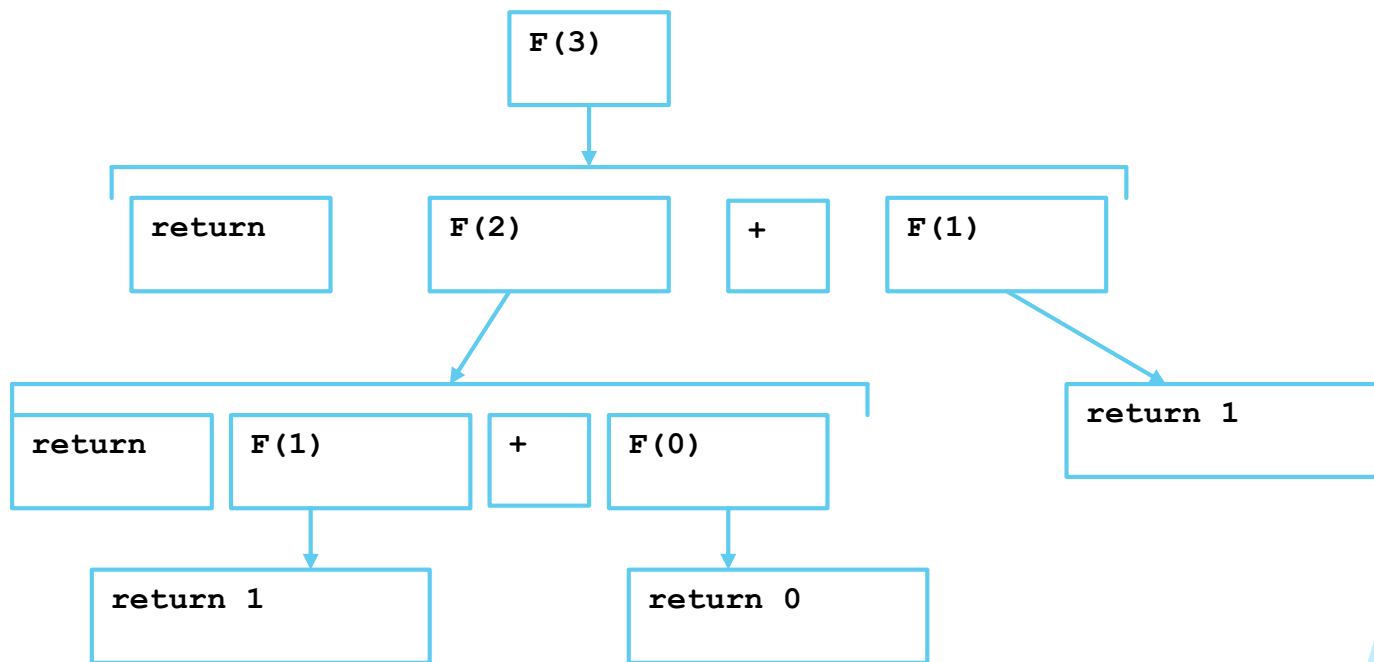 F(3)
return F(2) + F(1)
return F(1) + F(0)
return 1
return 1
return 0